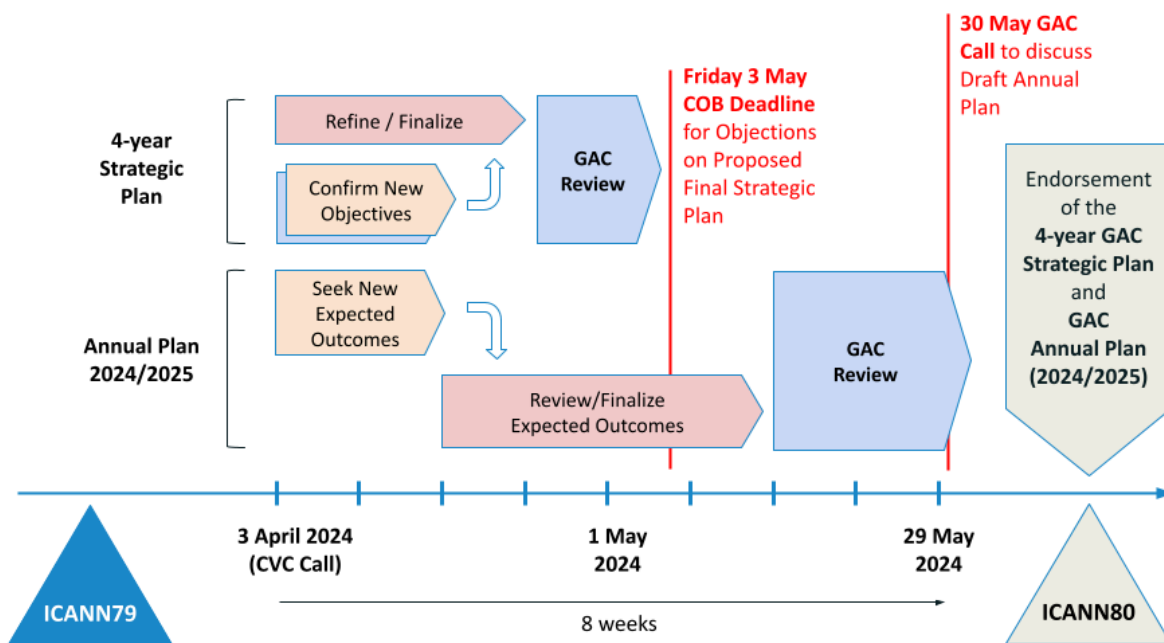 4-year
Strategic
Plan
Refine / Finalize
Confirm New
Objectives
GAC
Review
Friday 3 May
COB Deadline
for Objections
on Proposed
Final Strategic
Plan
30 May GAC
Call to discuss
Draft Annual
Plan
Annual Plan
2024/2025
Seek New
Expected
Outcomes
Review/Finalize
Expected Outcomes
GAC
Review
Endorsement
of the
4-year GAC
Strategic Plan
and
GAC
Annual Plan
(2024/2025)
3 April 2024
(CVC Call)
1 May
2024
29 May
2024
ICANN79
8 weeks
ICANN80